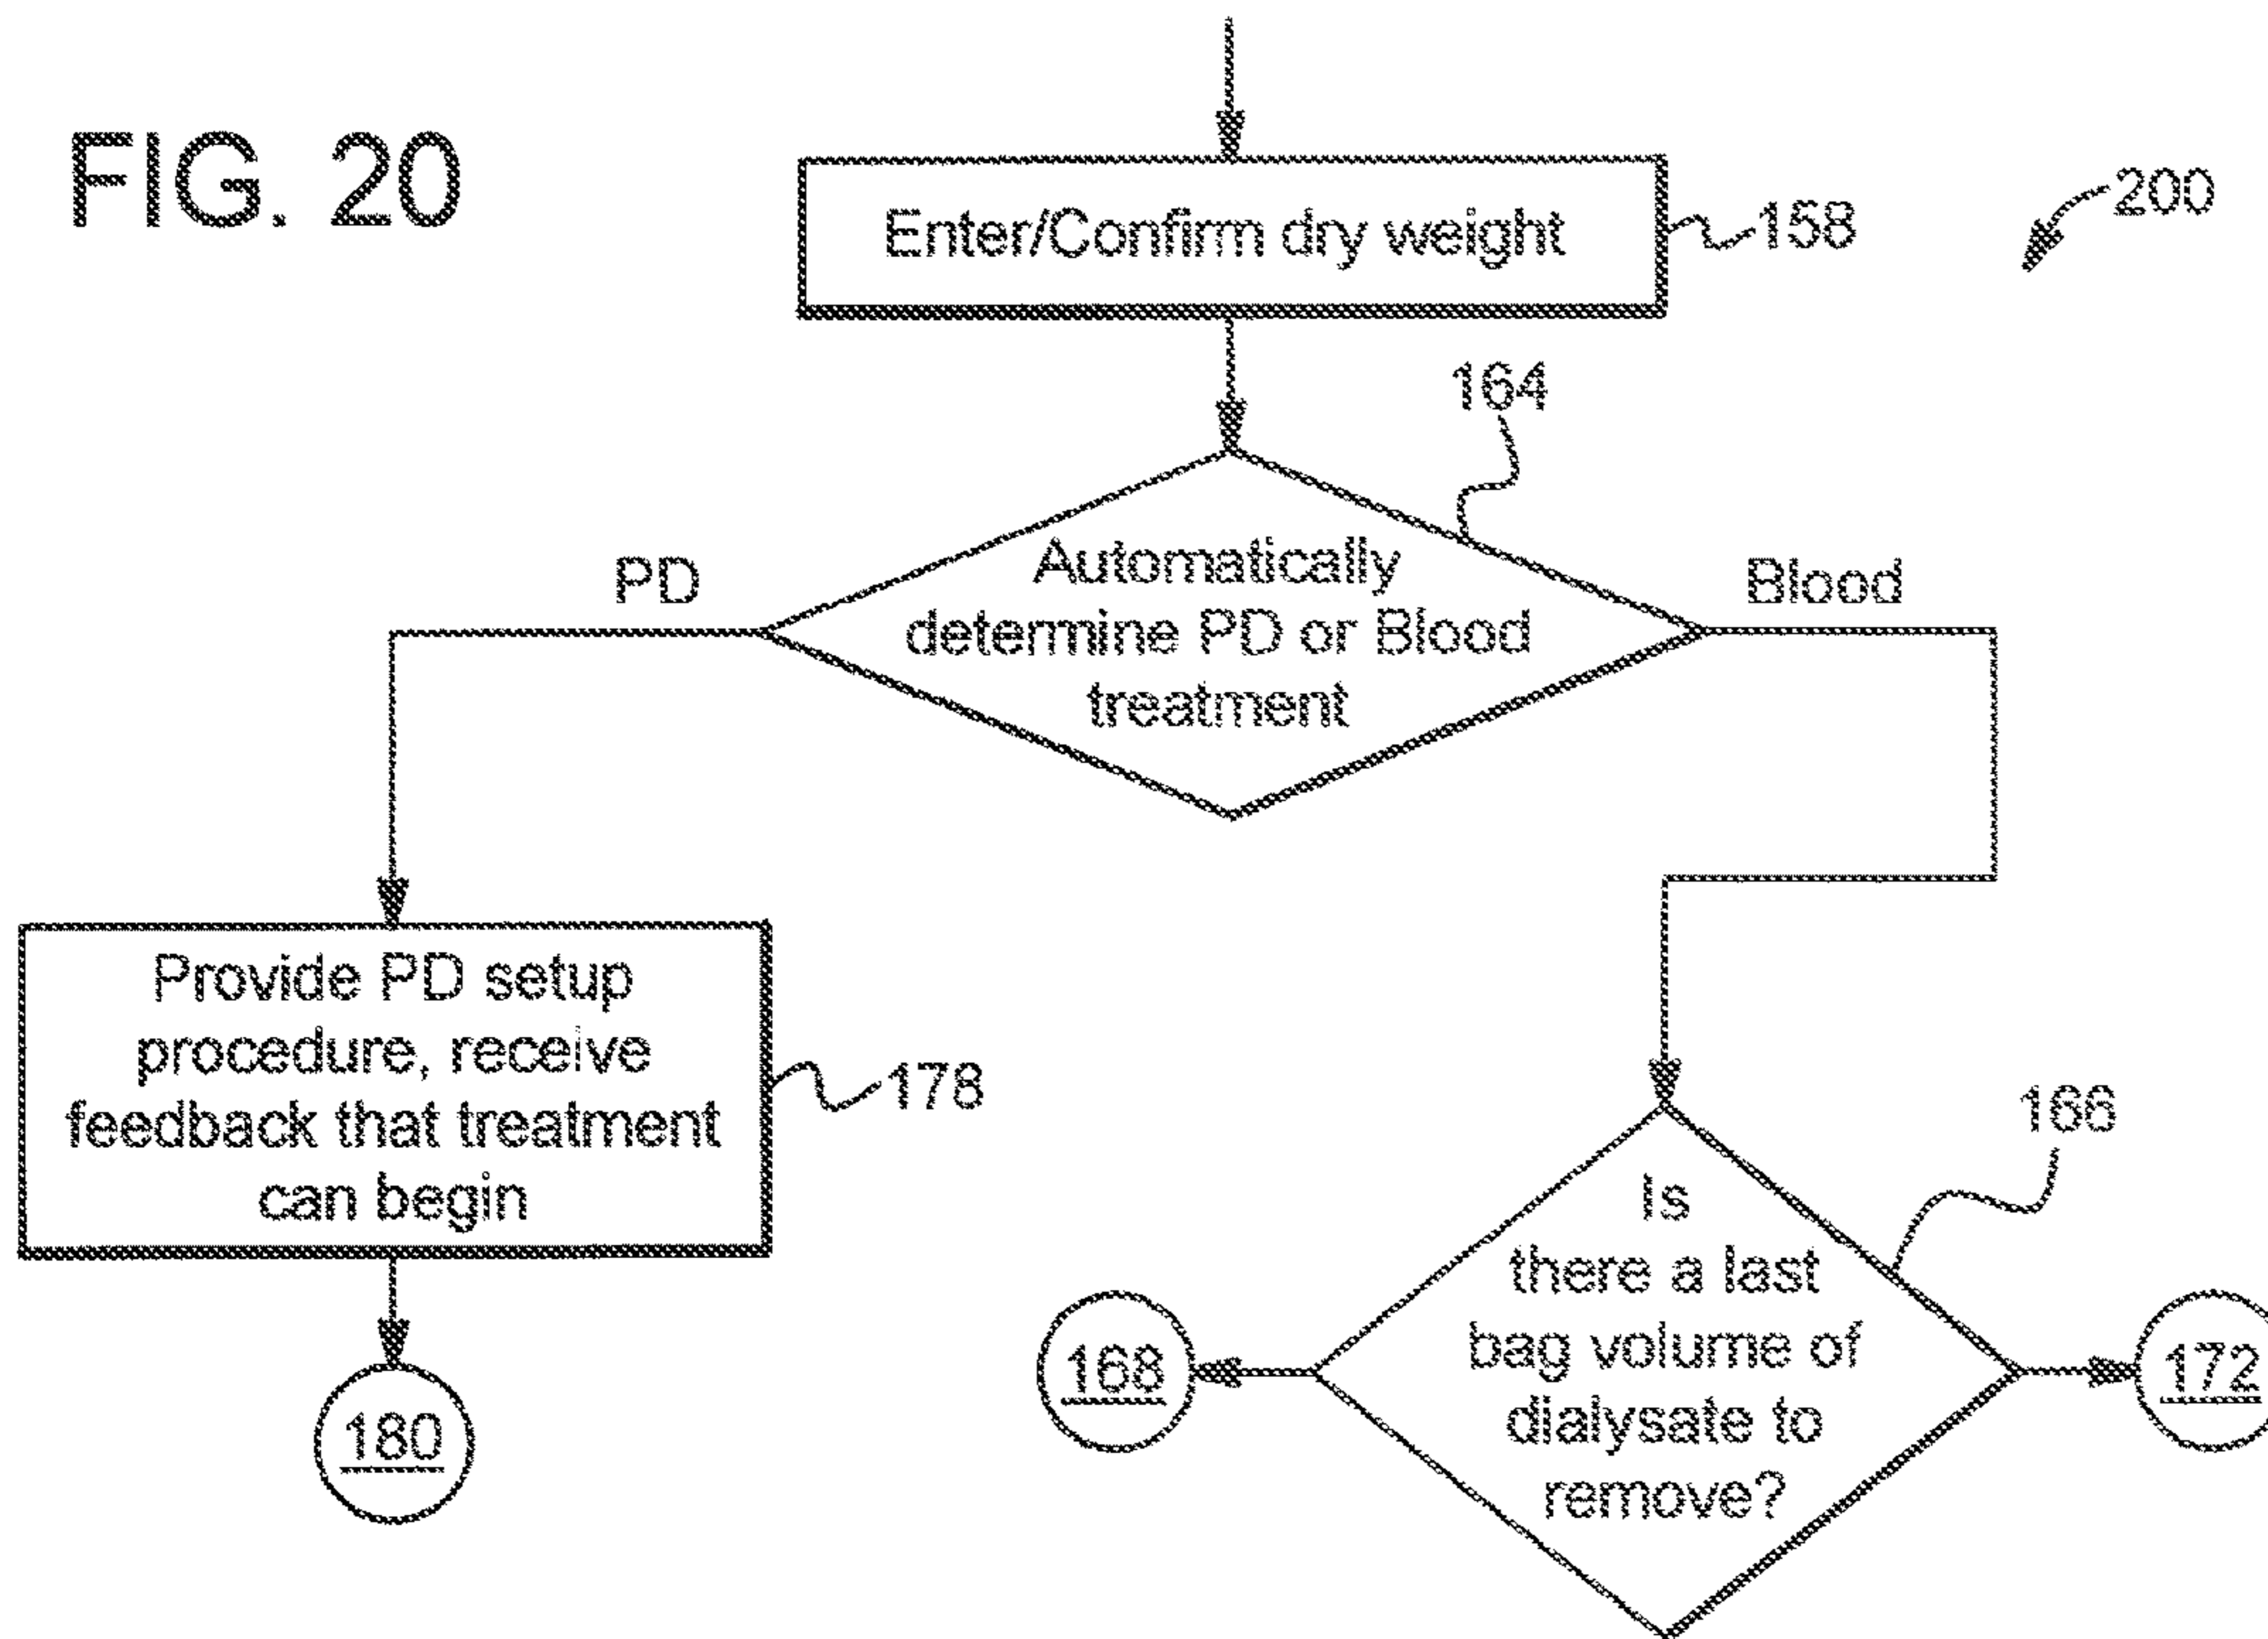 FIG. 20
Enter/Confirm dry weight
158
200
164
Automatically
determine PD or Blood
treatment
PD
Blood
Provide PD setup
procedure, receive
feedback that treatment
can begin
178
180
166
Is
there a last
bag volume of
dialysate to
remove?
168
172